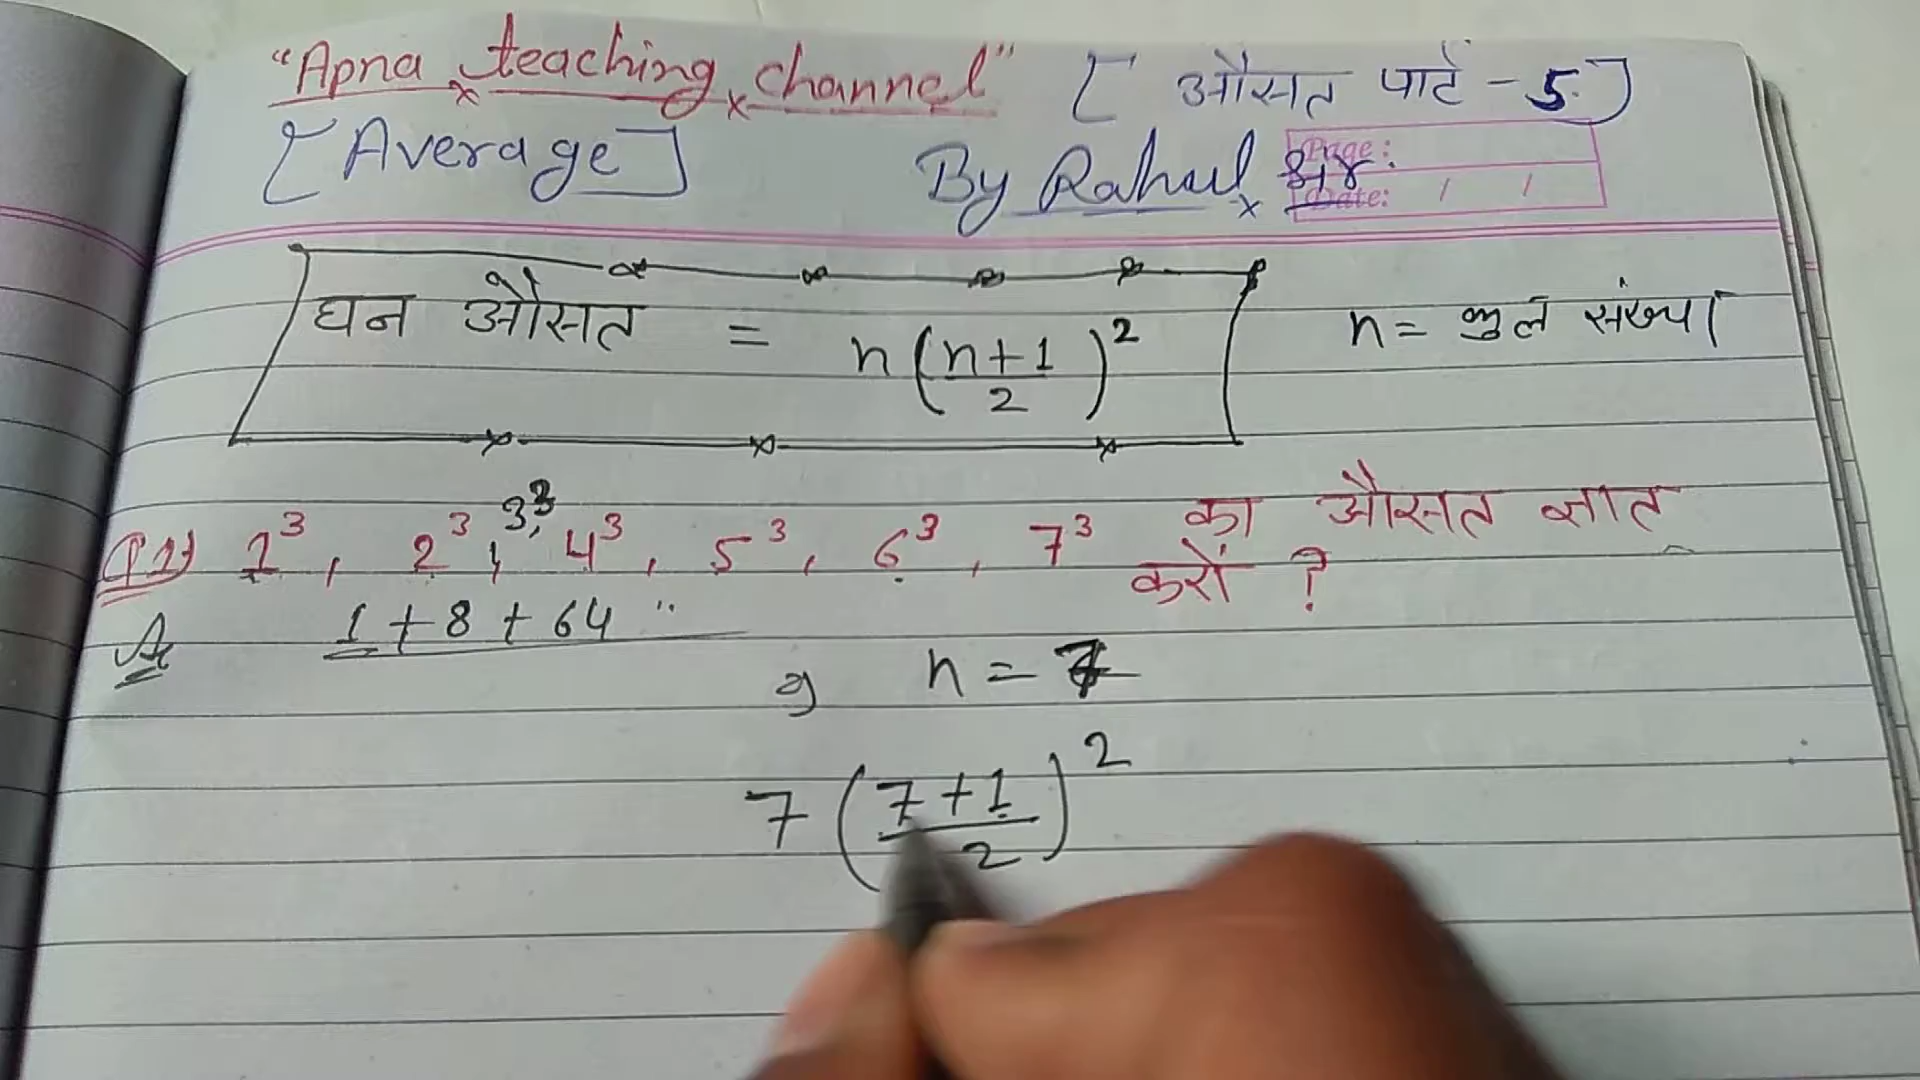 "Apna teaching channel" [औसत पार्ट - 5]
[Average] By Rahul सर
Page:
Date: / /
घन औसत = n(n+1/2)² n = कुल संख्या
Q1) 1³, 2³, 3³, 4³, 5³, 6³, 7³ का औसत ज्ञात
करों ?
1 + 8 + 64 ..
n = 7
7(7+1/2)²